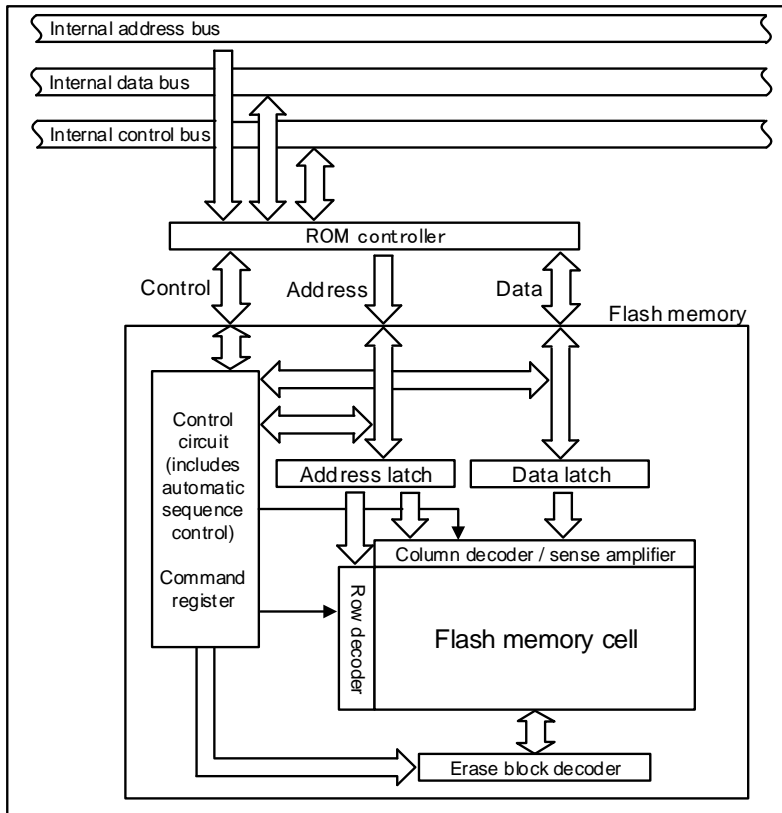 Internal address bus
Internal data bus
Internal control bus
ROM controller
Control
Address
Data
Flash memory
Control
circuit
(includes
automatic
sequence
control)
Command
register
Address latch
Data latch
Column decoder / sense amplifier
Row decoder
Flash memory cell
Erase block decoder